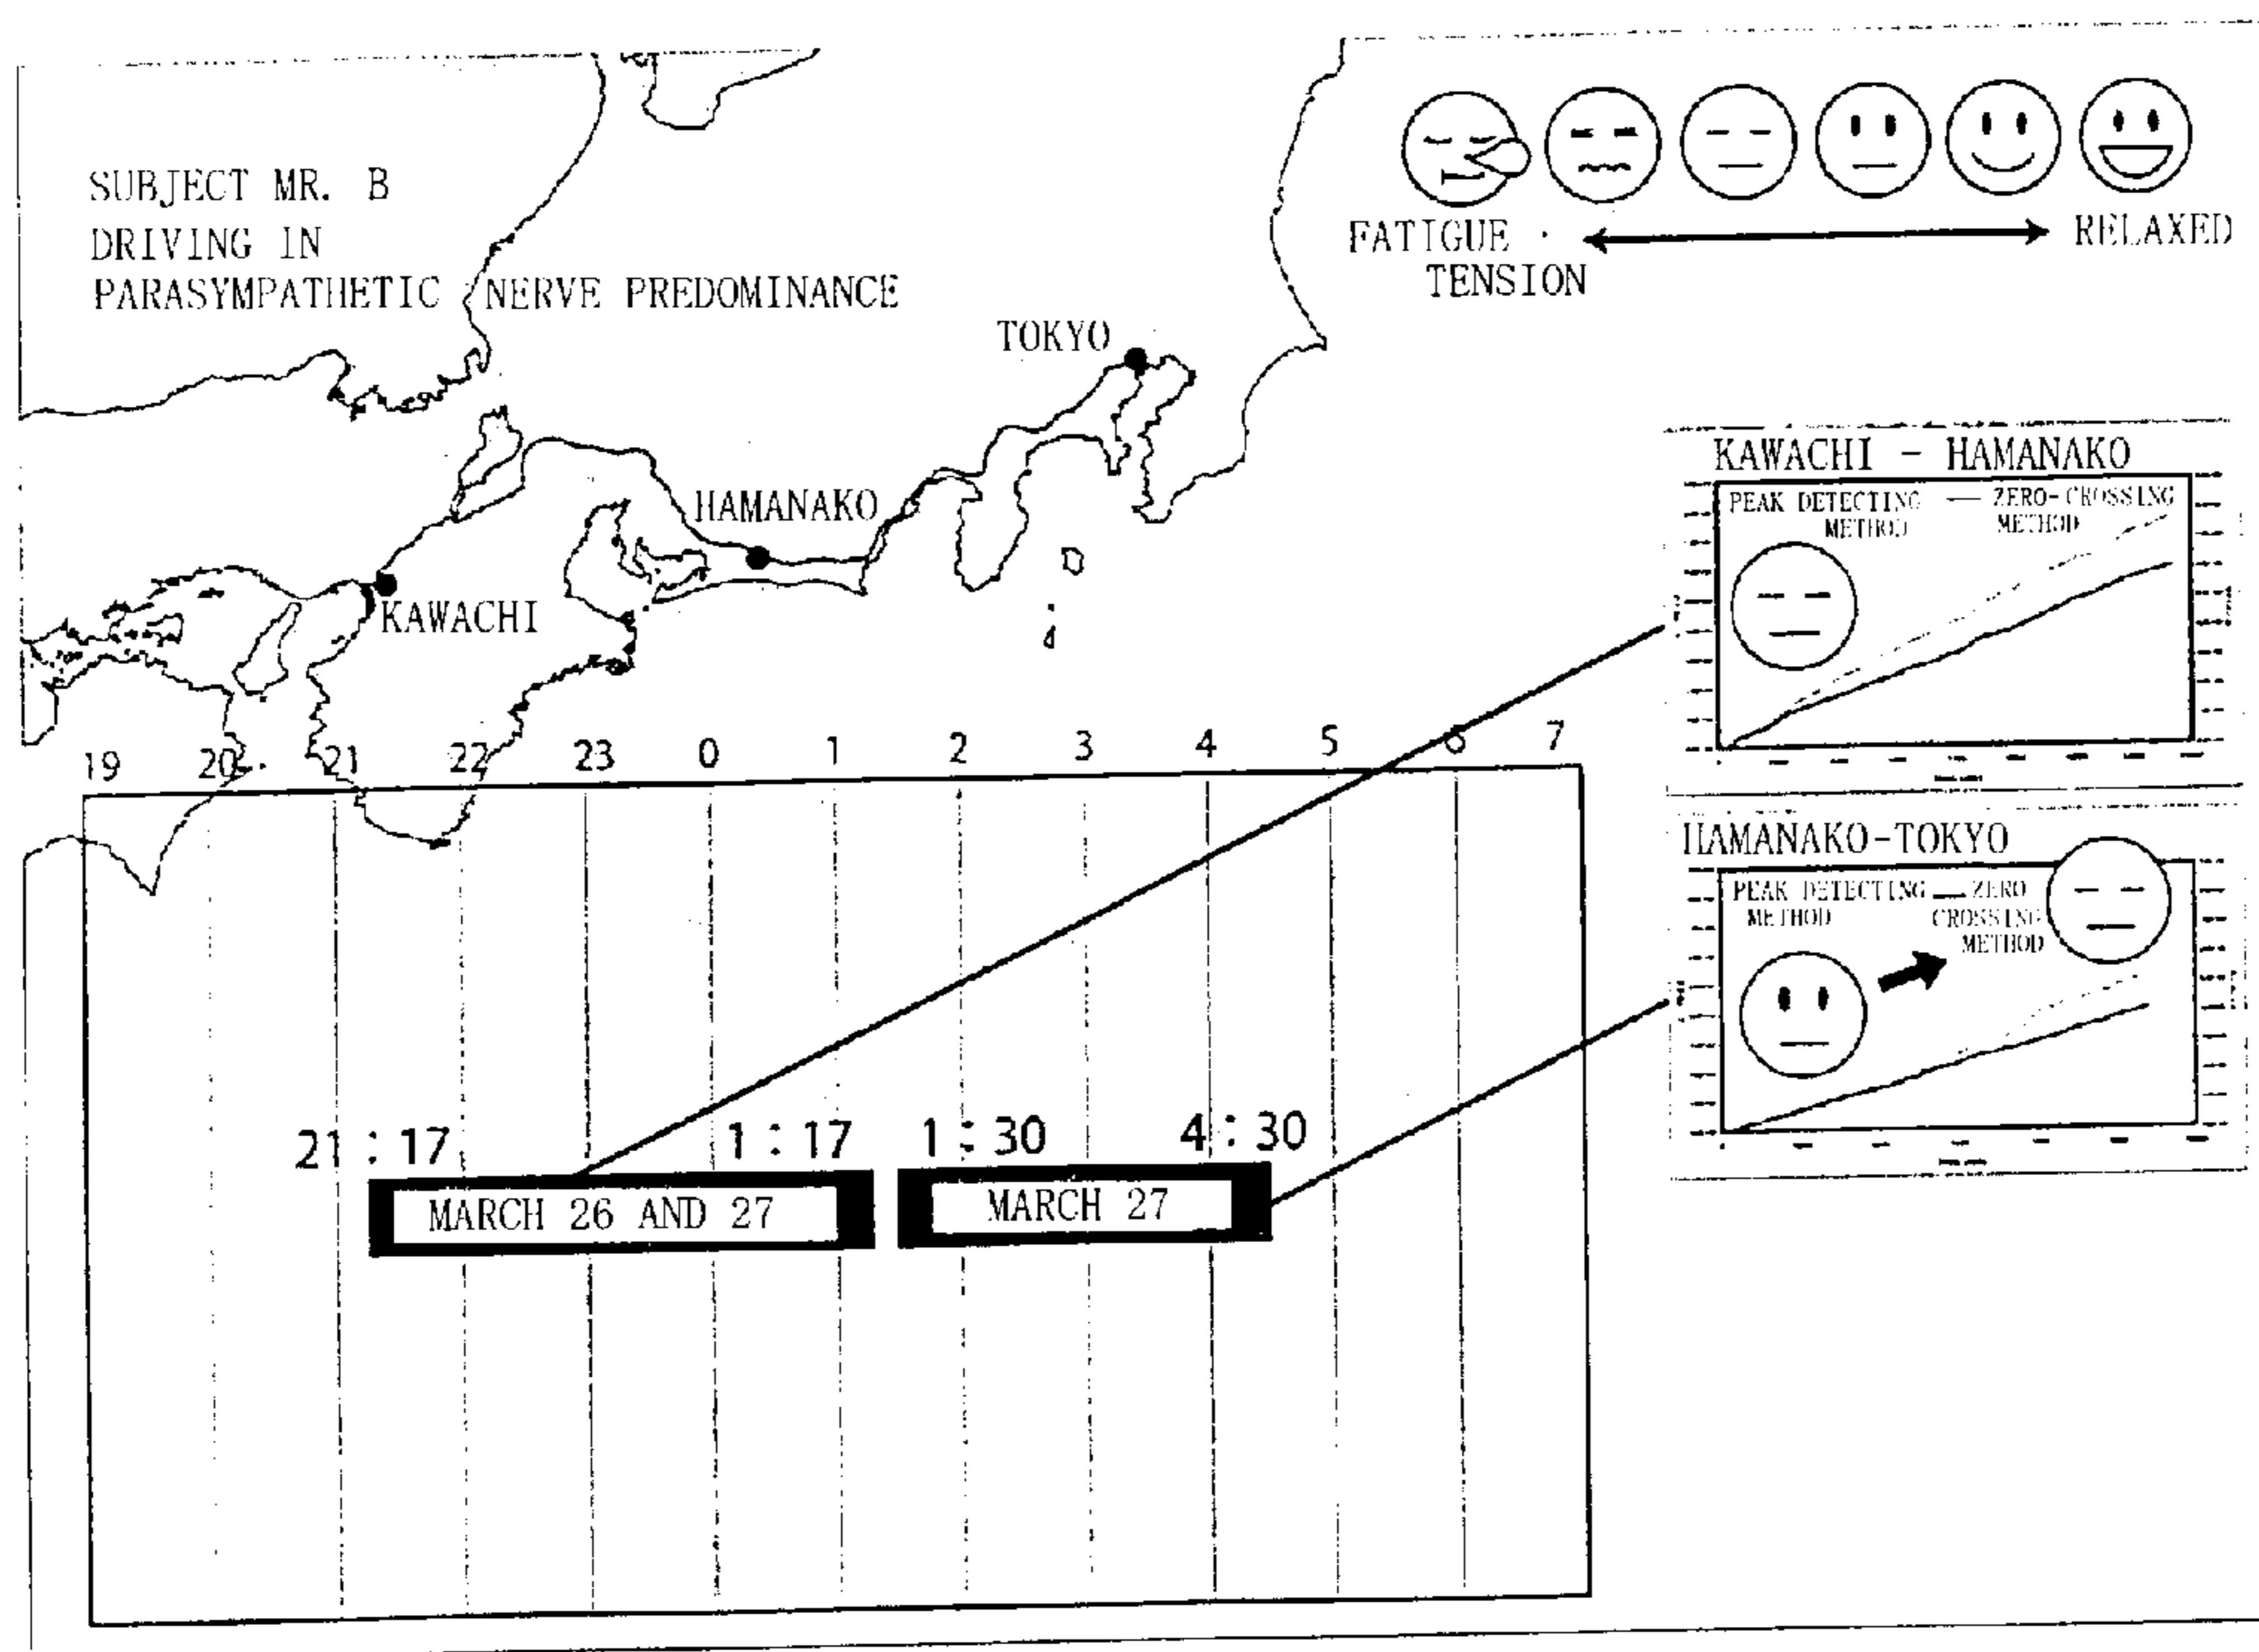 SUBJECT MR. B
DRIVING IN
PARASYMPATHETIC NERVE PREDOMINANCE
FATIGUE · RELAXED
TENSION
TOKYO
HAMANAKO
KAWACHI
KAWACHI - HAMANAKO
PEAK DETECTING — ZERO-CROSSING
METHOD METHOD
19 20 21 22 23 0 1 2 3 4 5 6 7
HAMANAKO-TOKYO
PEAK DETECTING — ZERO
METHOD CROSSING
METHOD
21:17 1:17 1:30 4:30
MARCH 26 AND 27 MARCH 27